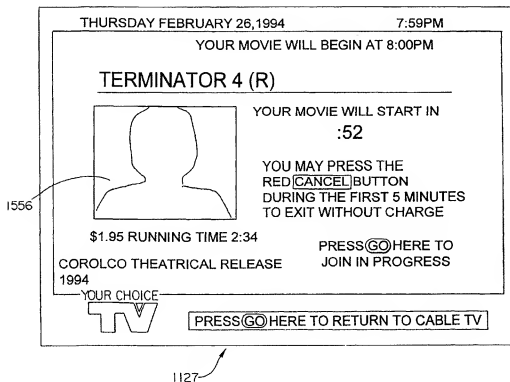 THURSDAY FEBRUARY 26,1994 7:59PM
YOUR MOVIE WILL BEGIN AT 8:00PM
TERMINATOR 4 (R)
YOUR MOVIE WILL START IN
:52
YOU MAY PRESS THE
RED CANCEL BUTTON
DURING THE FIRST 5 MINUTES
TO EXIT WITHOUT CHARGE
1556
$1.95 RUNNING TIME 2:34
COROLCO THEATRICAL RELEASE
1994
PRESS GO HERE TO
JOIN IN PROGRESS
YOUR CHOICE
TV
PRESS GO HERE TO RETURN TO CABLE TV
1127